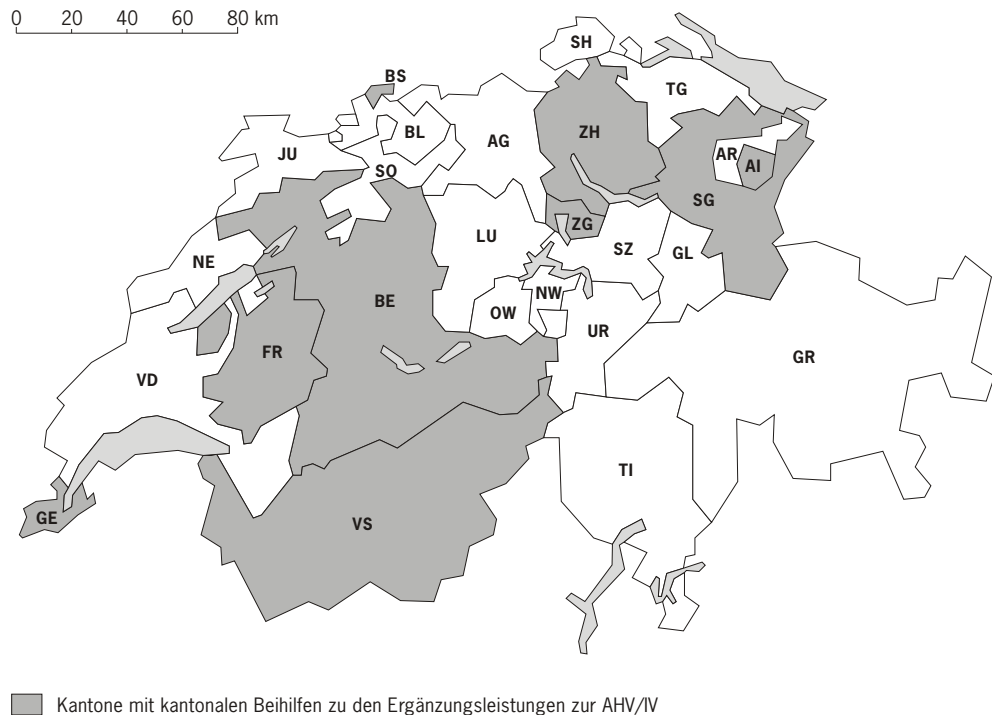 0 20 40 60 80 km
SH
BS
TG
BL
AG
ZH
JU
AR
AI
SO
SG
ZG
LU
SZ
GL
NE
NW
BE
OW
UR
FR
GR
VD
TI
GE
VS
Kantone mit kantonalen Beihilfen zu den Ergänzungsleistungen zur AHV/IV